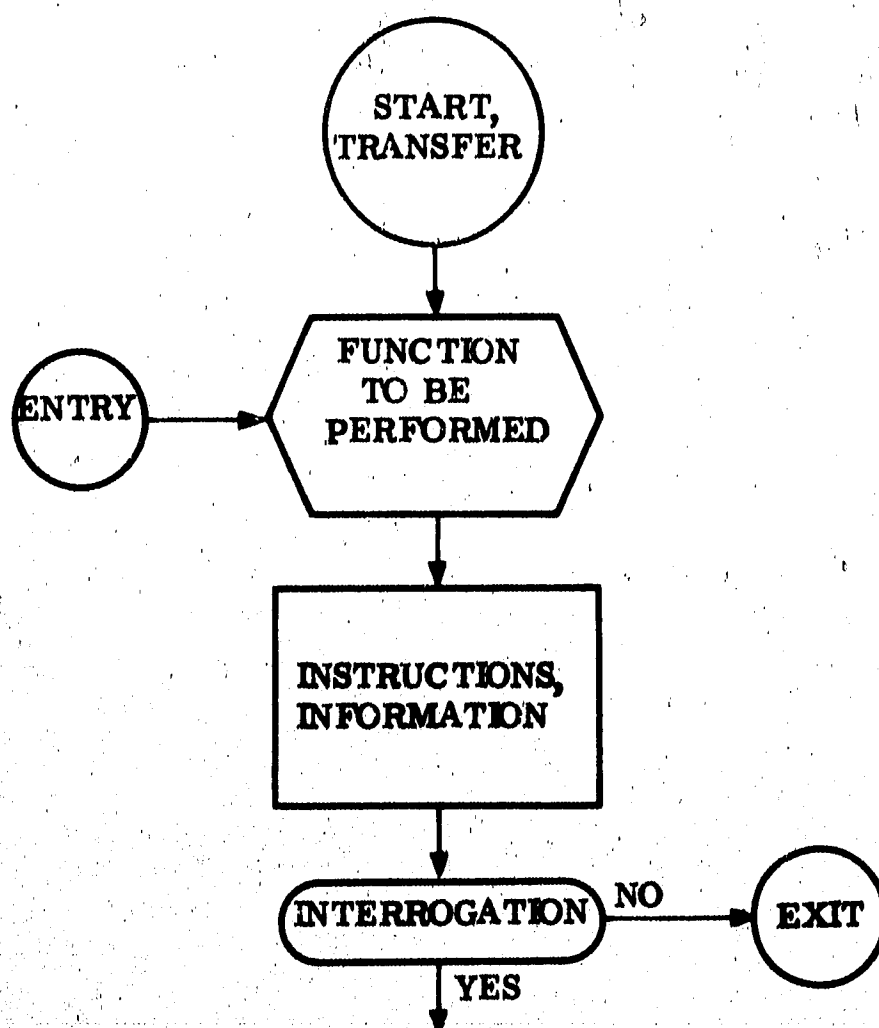 START,
TRANSFER
FUNCTION
TO BE
PERFORMED
ENTRY
INSTRUCTIONS,
INFORMATION
INTERROGATION
NO
EXIT
YES